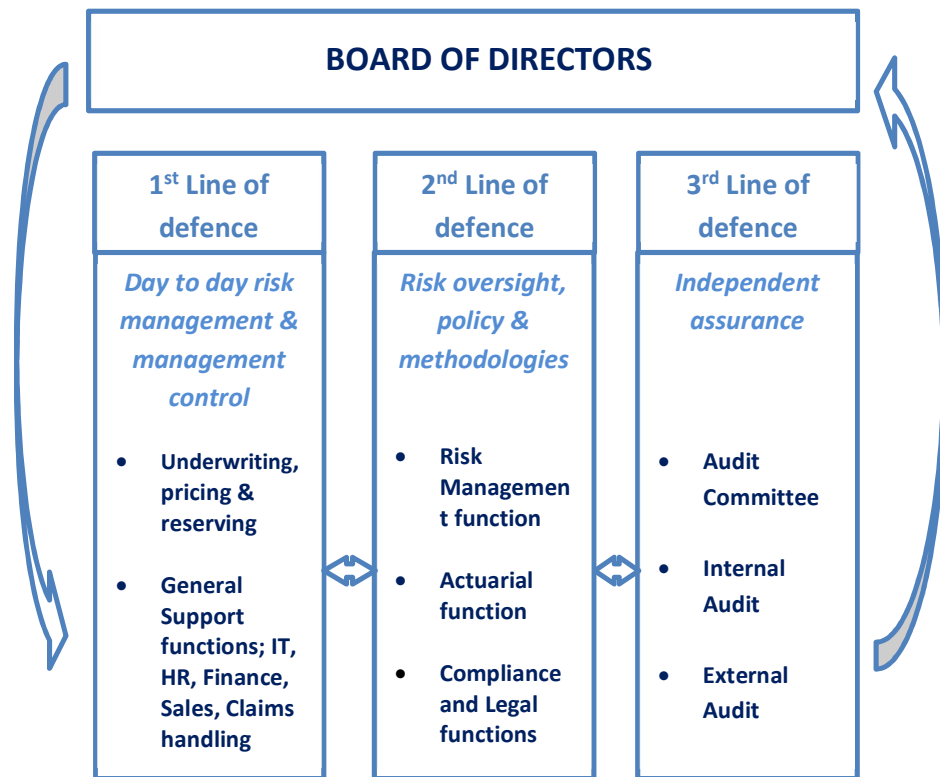 BOARD OF DIRECTORS
1st Line of
defence
Day to day risk
management &
management
control
• Underwriting,
pricing &
reserving
• General
Support
functions; IT,
HR, Finance,
Sales, Claims
handling
2nd Line of
defence
Risk oversight,
policy &
methodologies
• Risk
Managemen
t function
• Actuarial
function
• Compliance
and Legal
functions
3rd Line of
defence
Independent
assurance
• Audit
Committee
• Internal
Audit
• External
Audit